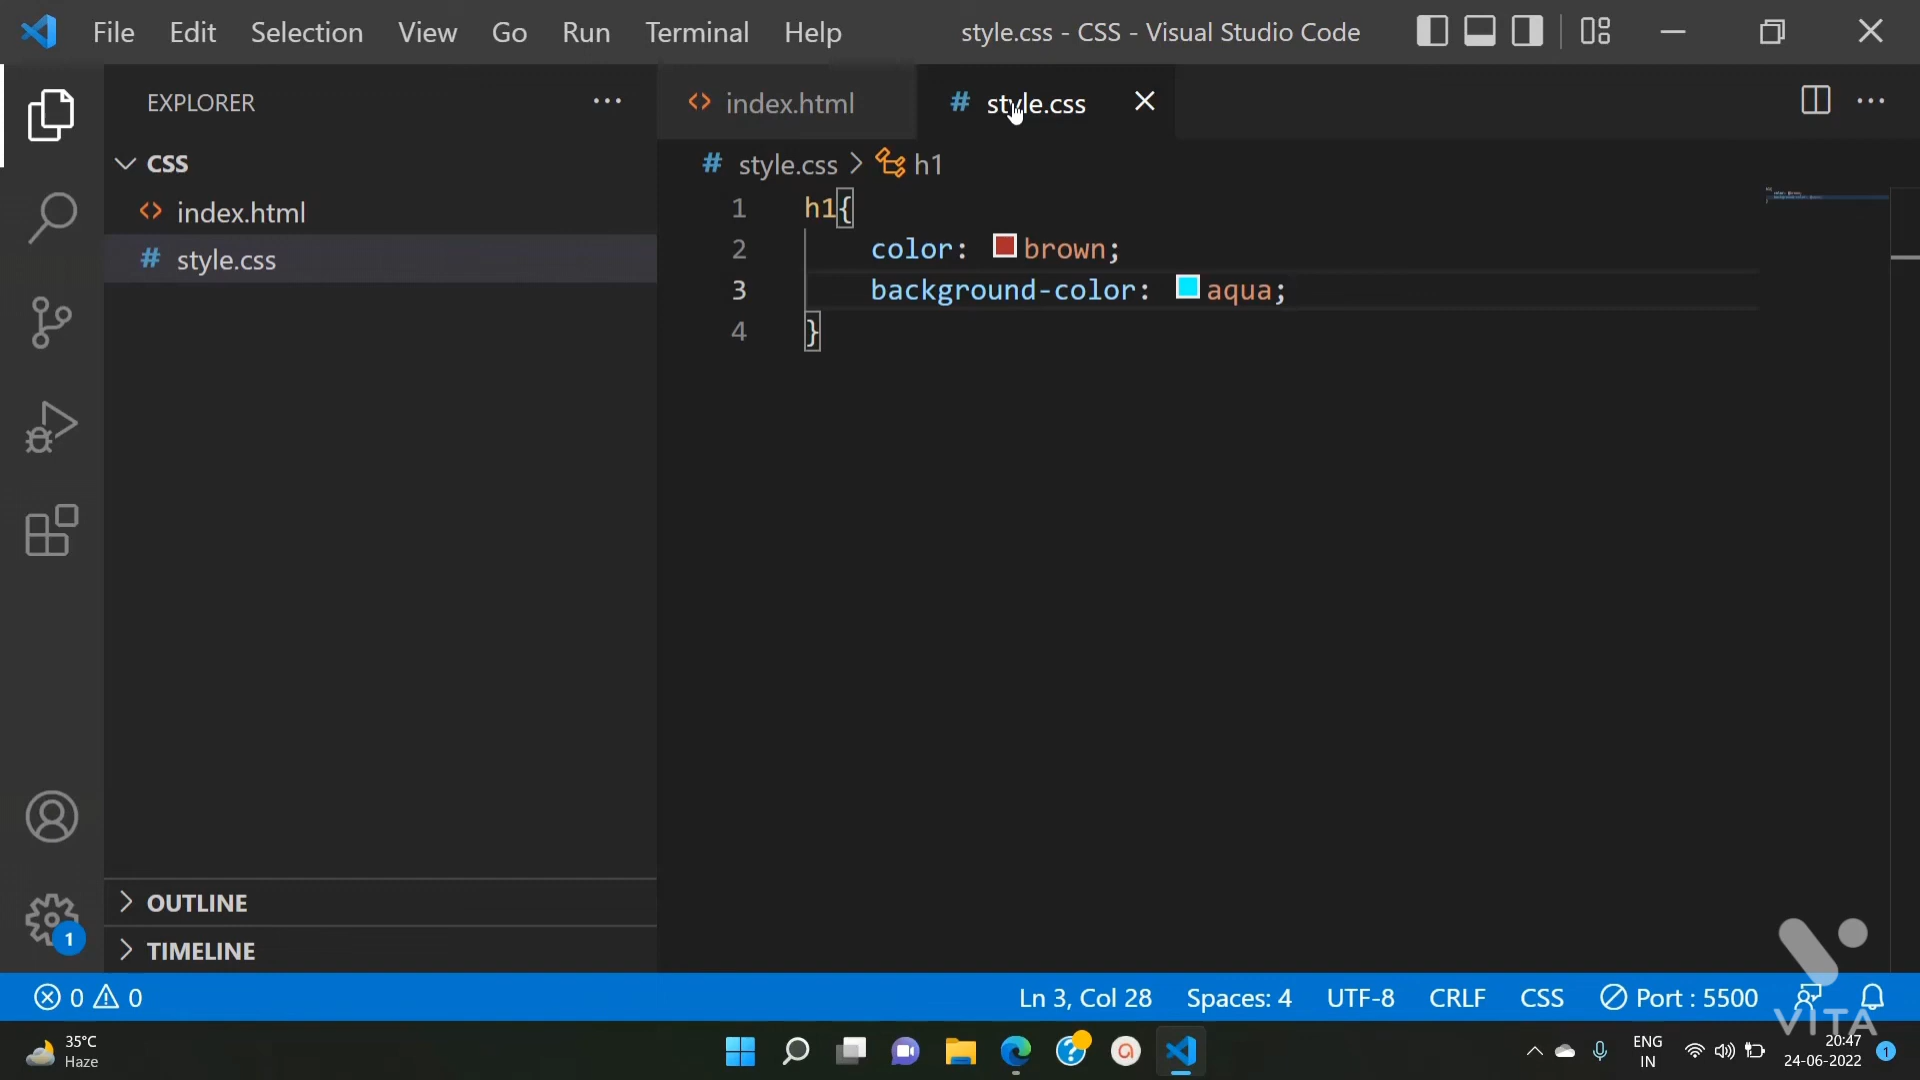 File Edit Selection View Go Run Terminal Help style.css - CSS - Visual Studio Code
EXPLORER
CSS
index.html
style.css
OUTLINE
TIMELINE
index.html # style.css
# style.css > h1
1 h1{
2 color: brown;
3 background-color: aqua;
4 }
1
0 0 Ln 3, Col 28 Spaces: 4 UTF-8 CRLF CSS Port : 5500
VITA
35°C
Haze
ENG
IN
20:47
24-06-2022
1